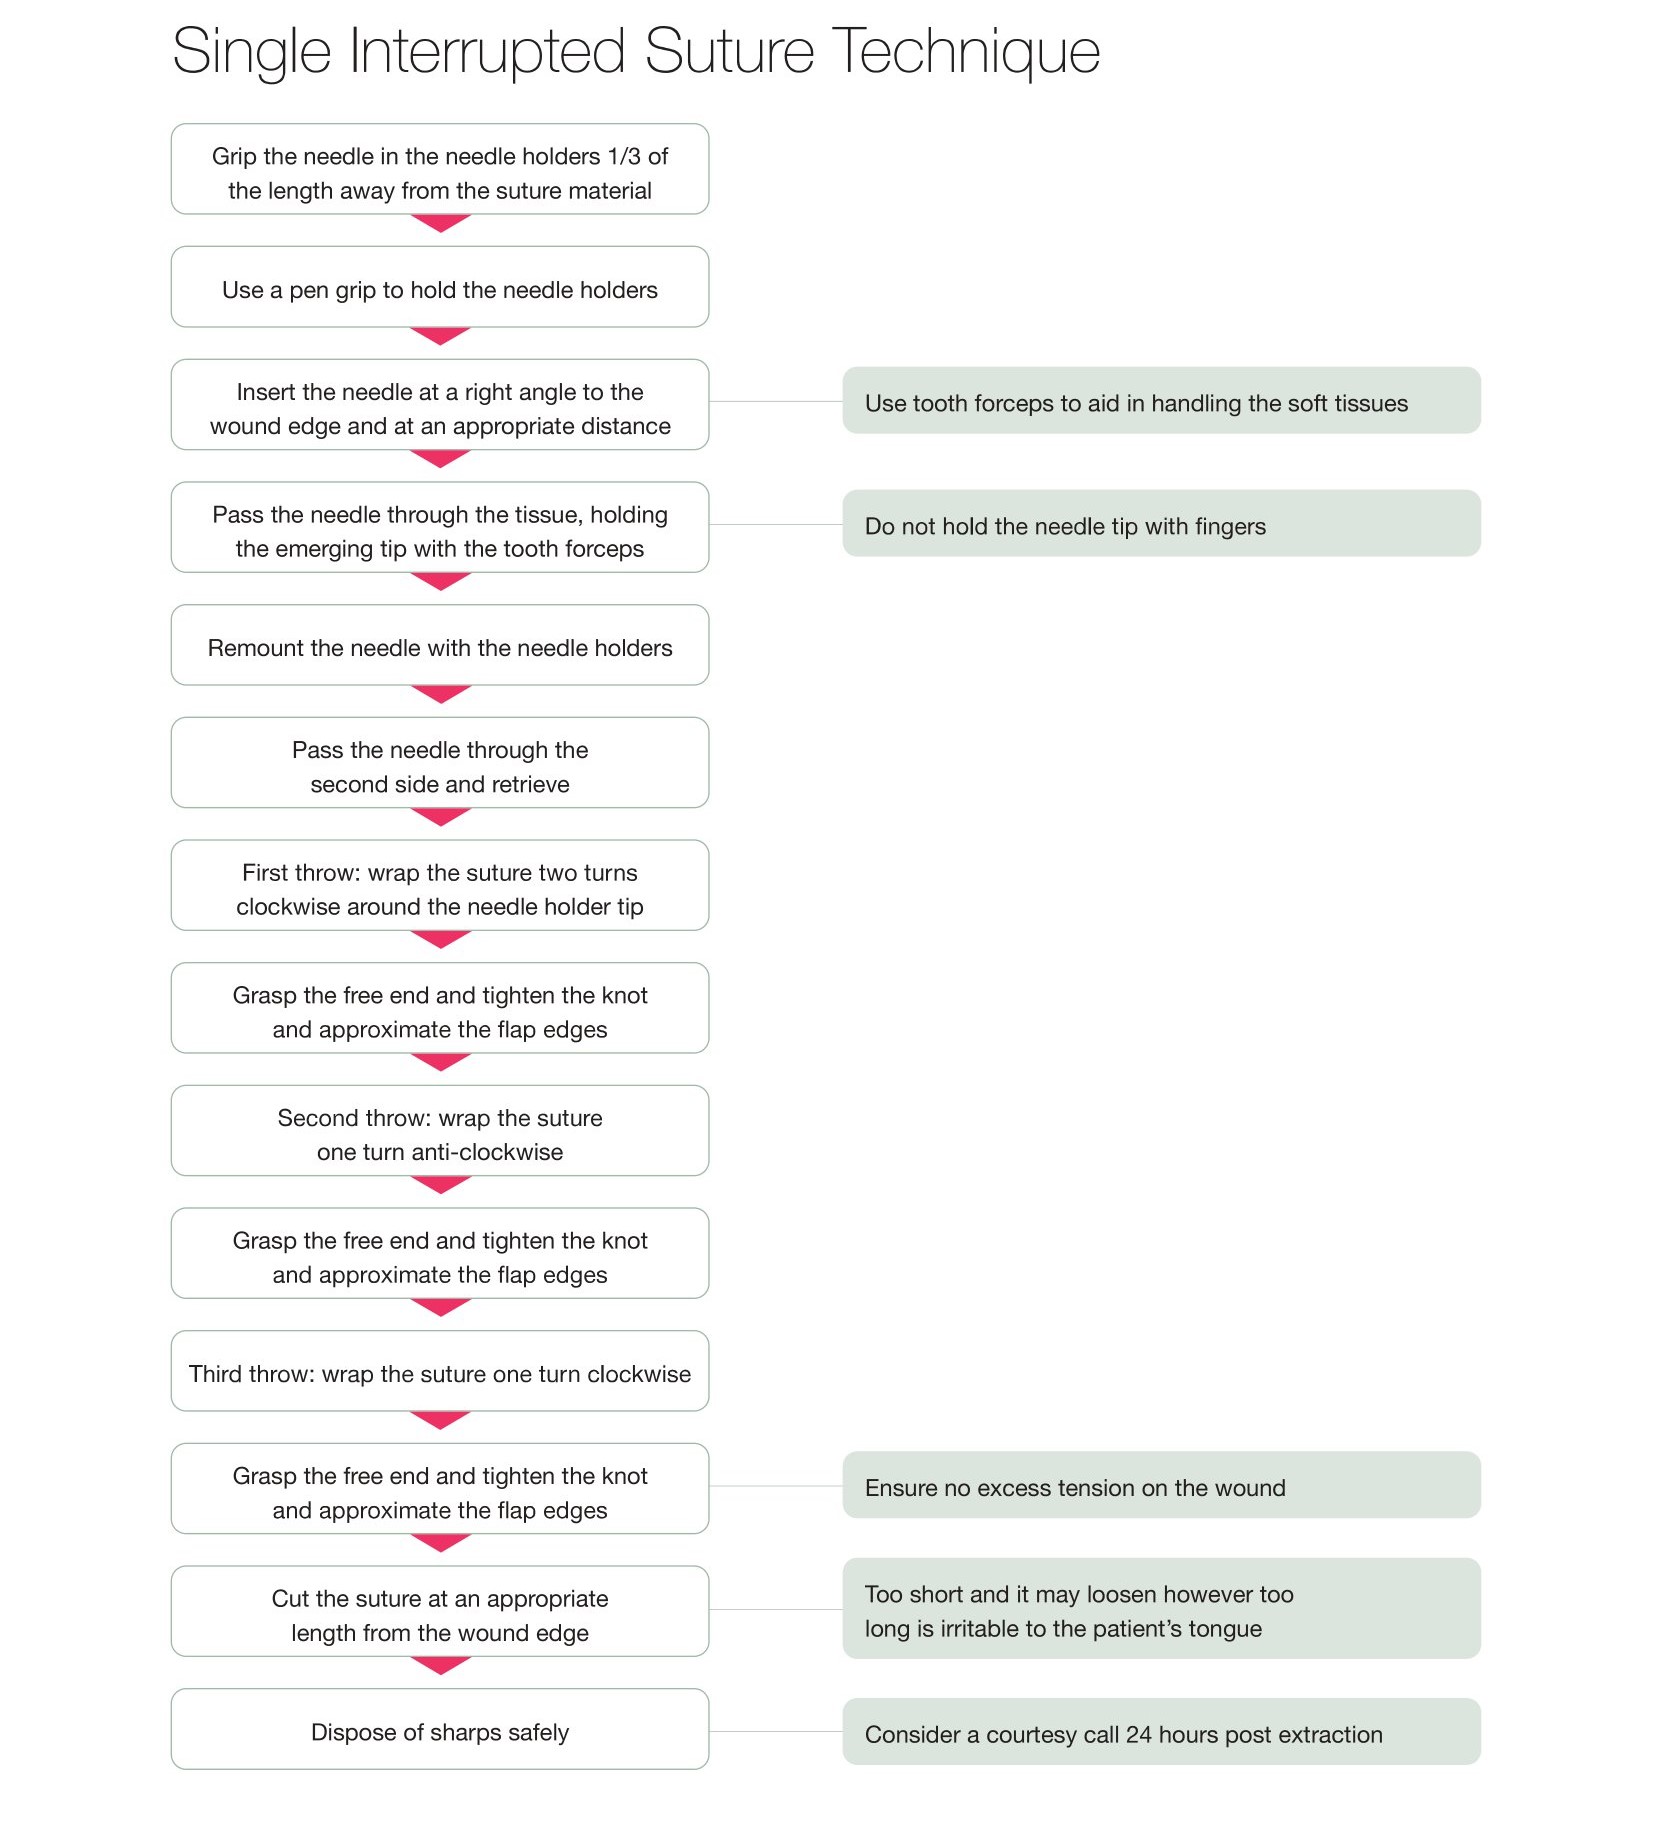 Single Interrupted Suture Technique
Grip the needle in the needle holders 1/3 of
the length away from the suture material
Use a pen grip to hold the needle holders
Insert the needle at a right angle to the
wound edge and at an appropriate distance
Use tooth forceps to aid in handling the soft tissues
Pass the needle through the tissue, holding
the emerging tip with the tooth forceps
Do not hold the needle tip with fingers
Remount the needle with the needle holders
Pass the needle through the
second side and retrieve
First throw: wrap the suture two turns
clockwise around the needle holder tip
Grasp the free end and tighten the knot
and approximate the flap edges
Second throw: wrap the suture
one turn anti-clockwise
Grasp the free end and tighten the knot
and approximate the flap edges
Third throw: wrap the suture one turn clockwise
Grasp the free end and tighten the knot
and approximate the flap edges
Ensure no excess tension on the wound
Cut the suture at an appropriate
length from the wound edge
Too short and it may loosen however too
long is irritable to the patient’s tongue
Dispose of sharps safely
Consider a courtesy call 24 hours post extraction